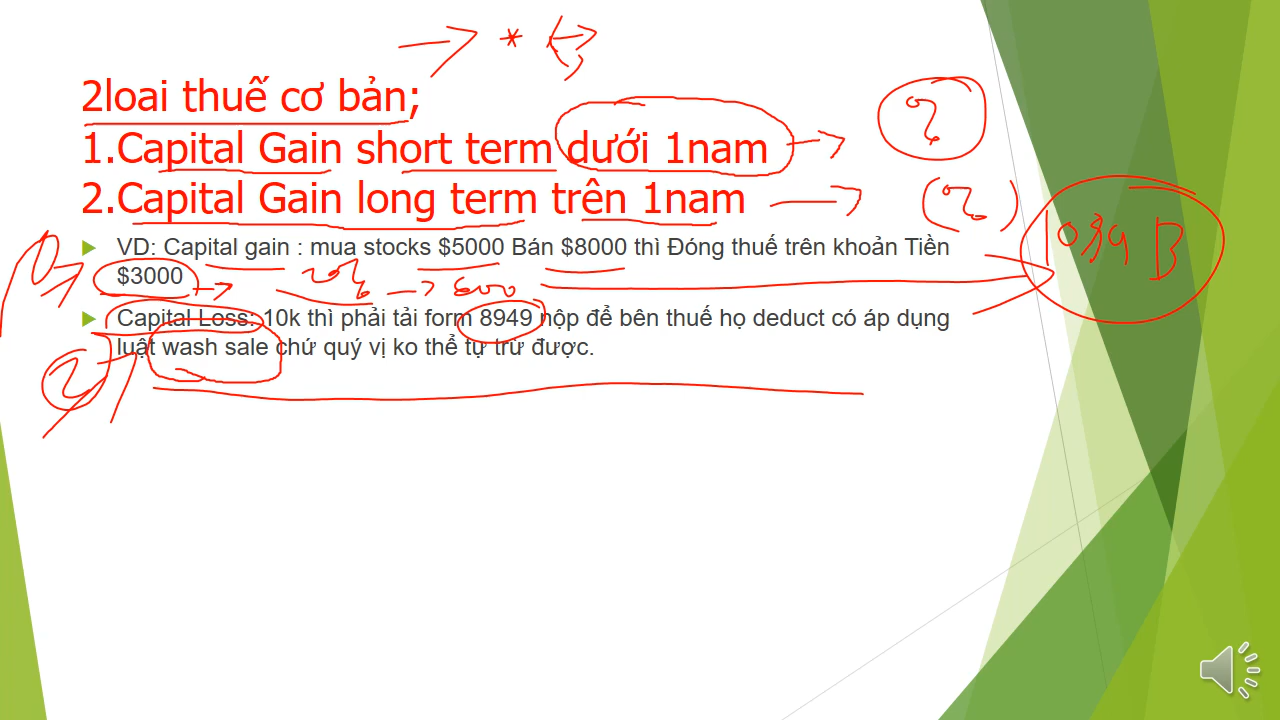 2loai thuế cơ bản;
1.Capital Gain short term dưới 1nam
2.Capital Gain long term trên 1nam
VD: Capital gain : mua stocks $5000 Bán $8000 thì Đóng thuế trên khoản Tiền
$3000
1099 B
Capital Loss: 10k thì phải tải form 8949 nộp để bên thuế họ deduct có áp dụng
luật wash sale chứ quý vị ko thể tự trừ được.